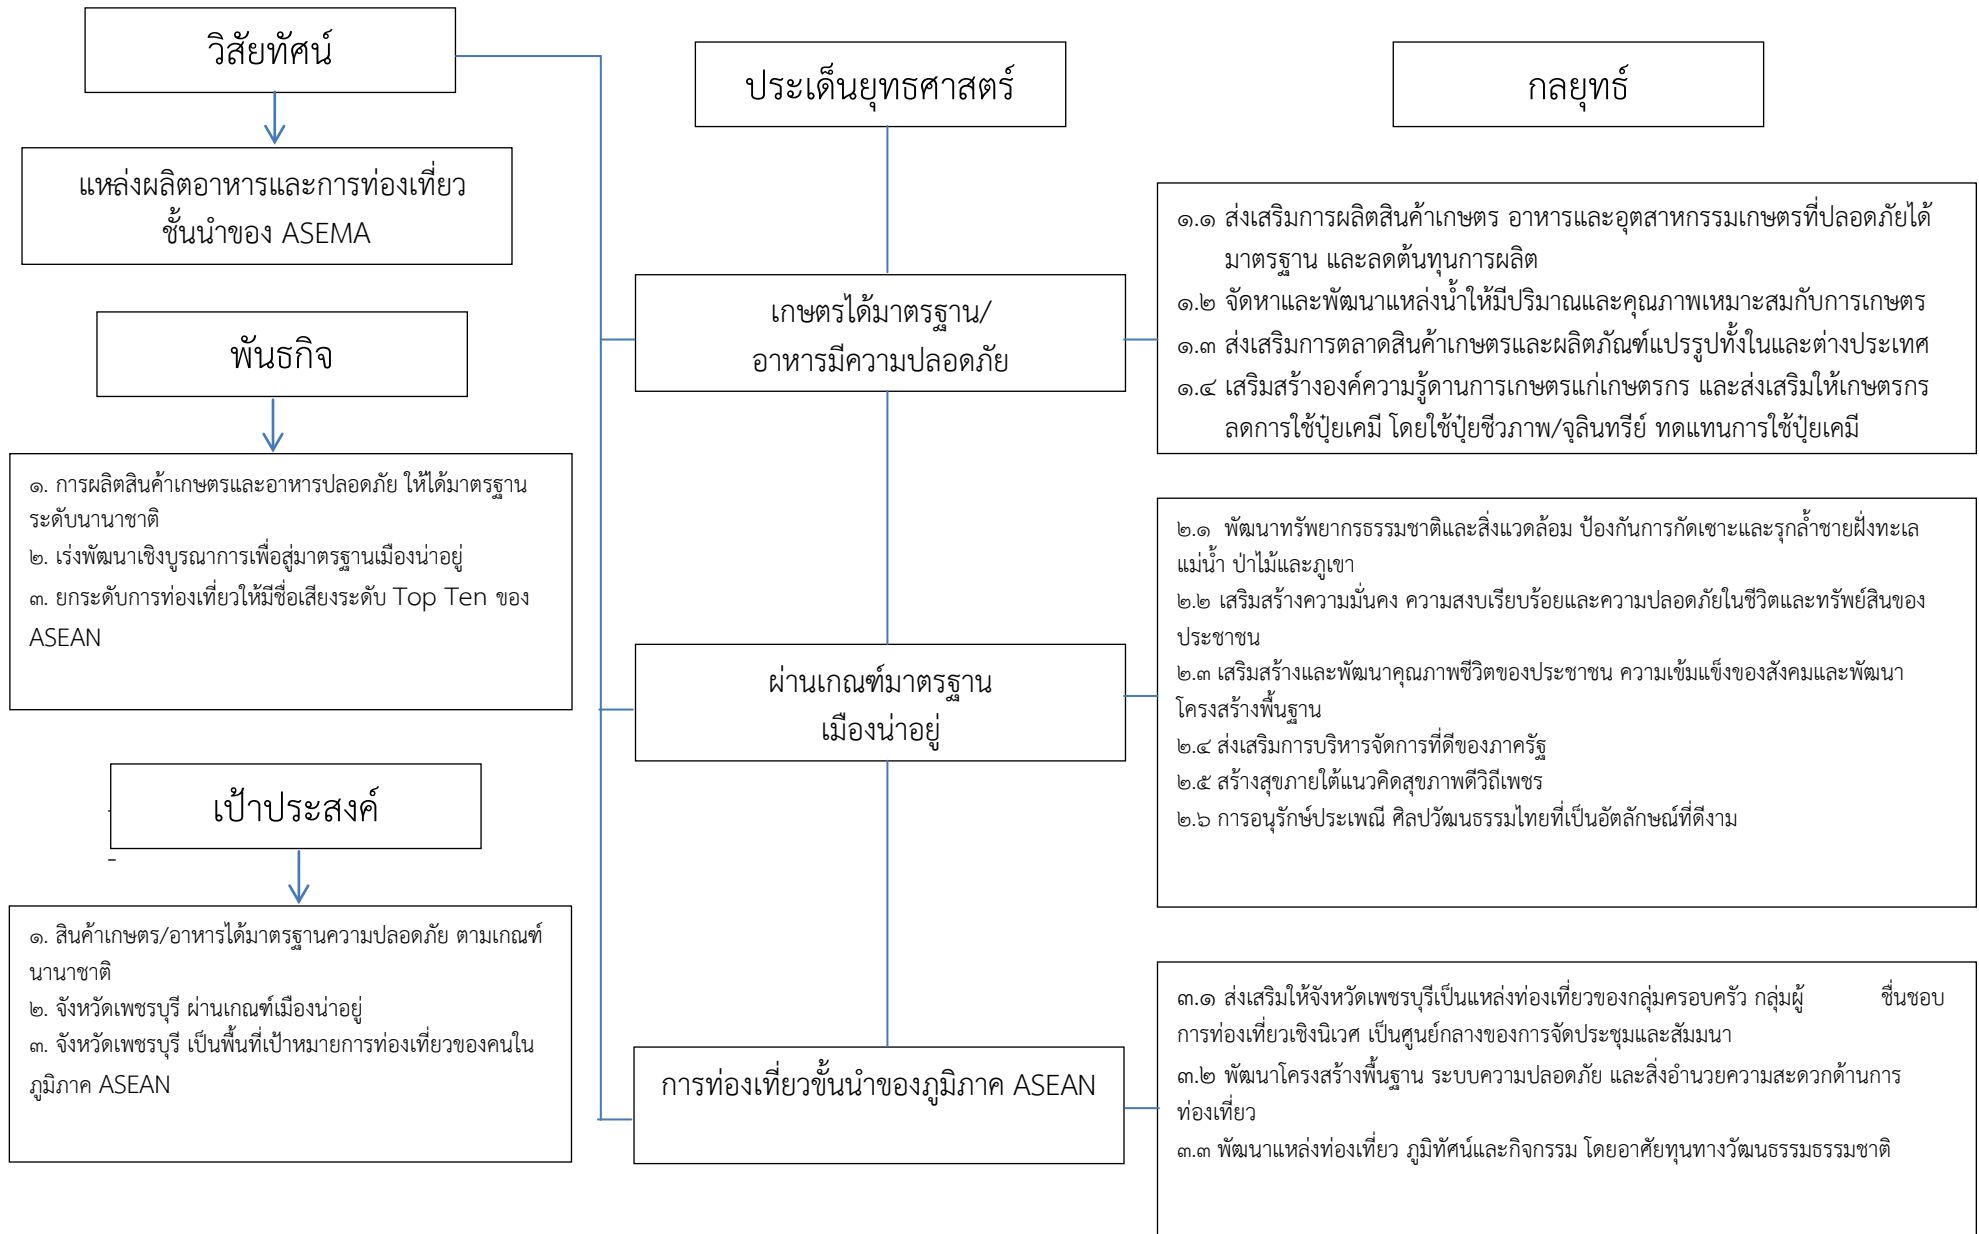 วิสัยทัศน์
แหล่งผลิตอาหารและการท่องเที่ยว
ชั้นนำของ ASEMA
พันธกิจ
๑. การผลิตสินค้าเกษตรและอาหารปลอดภัย ให้ได้มาตรฐาน
ระดับนานาชาติ
๒. เร่งพัฒนาเชิงบูรณาการเพื่อสู่มาตรฐานเมืองน่าอยู่
๓. ยกระดับการท่องเที่ยวให้มีชื่อเสียงระดับ Top Ten ของ
ASEAN
เป้าประสงค์
๑. สินค้าเกษตร/อาหารได้มาตรฐานความปลอดภัย ตามเกณฑ์
นานาชาติ
๒. จังหวัดเพชรบุรี ผ่านเกณฑ์เมืองน่าอยู่
๓. จังหวัดเพชรบุรี เป็นพื้นที่เป้าหมายการท่องเที่ยวของคนใน
ภูมิภาค ASEAN
ประเด็นยุทธศาสตร์
เกษตรได้มาตรฐาน/
อาหารมีความปลอดภัย
ผ่านเกณฑ์มาตรฐาน
เมืองน่าอยู่
การท่องเที่ยวขั้นนำของภูมิภาค ASEAN
กลยุทธ์
๑.๑ ส่งเสริมการผลิตสินค้าเกษตร อาหารและอุตสาหกรรมเกษตรที่ปลอดภัยได้
มาตรฐาน และลดต้นทุนการผลิต
๑.๒ จัดหาและพัฒนาแหล่งน้ำให้มีปริมาณและคุณภาพเหมาะสมกับการเกษตร
๑.๓ ส่งเสริมการตลาดสินค้าเกษตรและผลิตภัณฑ์แปรรูปทั้งในและต่างประเทศ
๑.๔ เสริมสร้างองค์ความรู้ดานการเกษตรแก่เกษตรกร และส่งเสริมให้เกษตรกร
ลดการใช้ปุ๋ยเคมี โดยใช้ปุ๋ยชีวภาพ/จุลินทรีย์ ทดแทนการใช้ปุ๋ยเคมี
๒.๑ พัฒนาทรัพยากรธรรมชาติและสิ่งแวดล้อม ป้องกันการกัดเซาะและรุกล้ำชายฝั่งทะเล
แม่น้ำ ป่าไม้และภูเขา
๒.๒ เสริมสร้างความมั่นคง ความสงบเรียบร้อยและความปลอดภัยในชีวิตและทรัพย์สินของ
ประชาชน
๒.๓ เสริมสร้างและพัฒนาคุณภาพชีวิตของประชาชน ความเข้มแข็งของสังคมและพัฒนา
โครงสร้างพื้นฐาน
๒.๔ ส่งเสริมการบริหารจัดการที่ดีของภาครัฐ
๒.๕ สร้างสุขภายใต้แนวคิดสุขภาพดีวิถีเพชร
๒.๖ การอนุรักษ์ประเพณี ศิลปวัฒนธรรมไทยที่เป็นอัตลักษณ์ที่ดีงาม
๓.๑ ส่งเสริมให้จังหวัดเพชรบุรีเป็นแหล่งท่องเที่ยวของกลุ่มครอบครัว กลุ่มผู้ ชื่นชอบ
การท่องเที่ยวเชิงนิเวศ เป็นศูนย์กลางของการจัดประชุมและสัมมนา
๓.๒ พัฒนาโครงสร้างพื้นฐาน ระบบความปลอดภัย และสิ่งอำนวยความสะดวกด้านการ
ท่องเที่ยว
๓.๓ พัฒนาแหล่งท่องเที่ยว ภูมิทัศน์และกิจกรรม โดยอาศัยทุนทางวัฒนธรรมธรรมชาติ